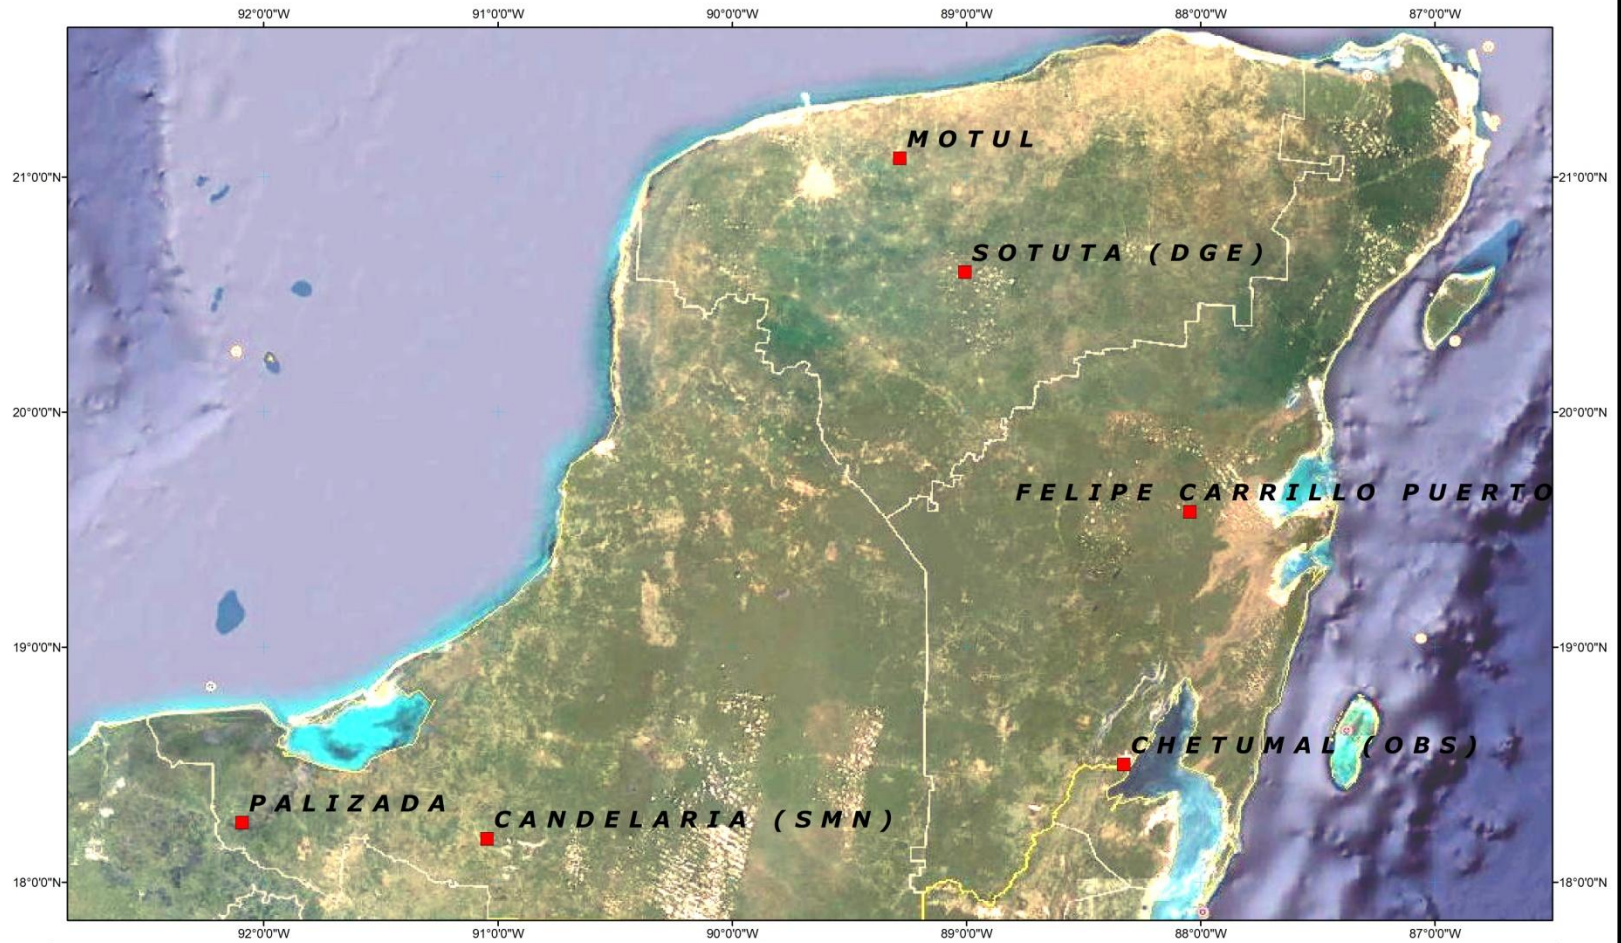 92°0'0"W 91°0'0"W 90°0'0"W 89°0'0"W 88°0'0"W 87°0'0"W
MOTUL
21°0'0"N 21°0'0"N
SOTUTA (DGE)
20°0'0"N 20°0'0"N
FELIPE CARRILLO PUERTO
19°0'0"N 19°0'0"N
CHETUMAL (OBS)
PALIZADA
CANDELARIA (SMN)
18°0'0"N 18°0'0"N
92°0'0"W 91°0'0"W 90°0'0"W 89°0'0"W 88°0'0"W 87°0'0"W